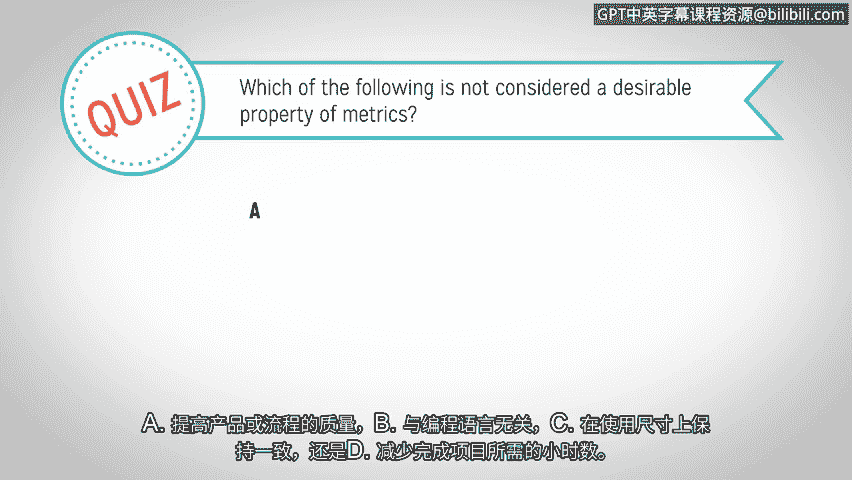 GPT中英字幕课程资源@bilibili.com
QUIZ
Which of the following is not considered a desirable
property of metrics?
A
A. 提高产品或流程的质量，B. 与编程语言无关，C. 在使用尺寸上保
持一致，还是D. 减少完成项目所需的小时数。